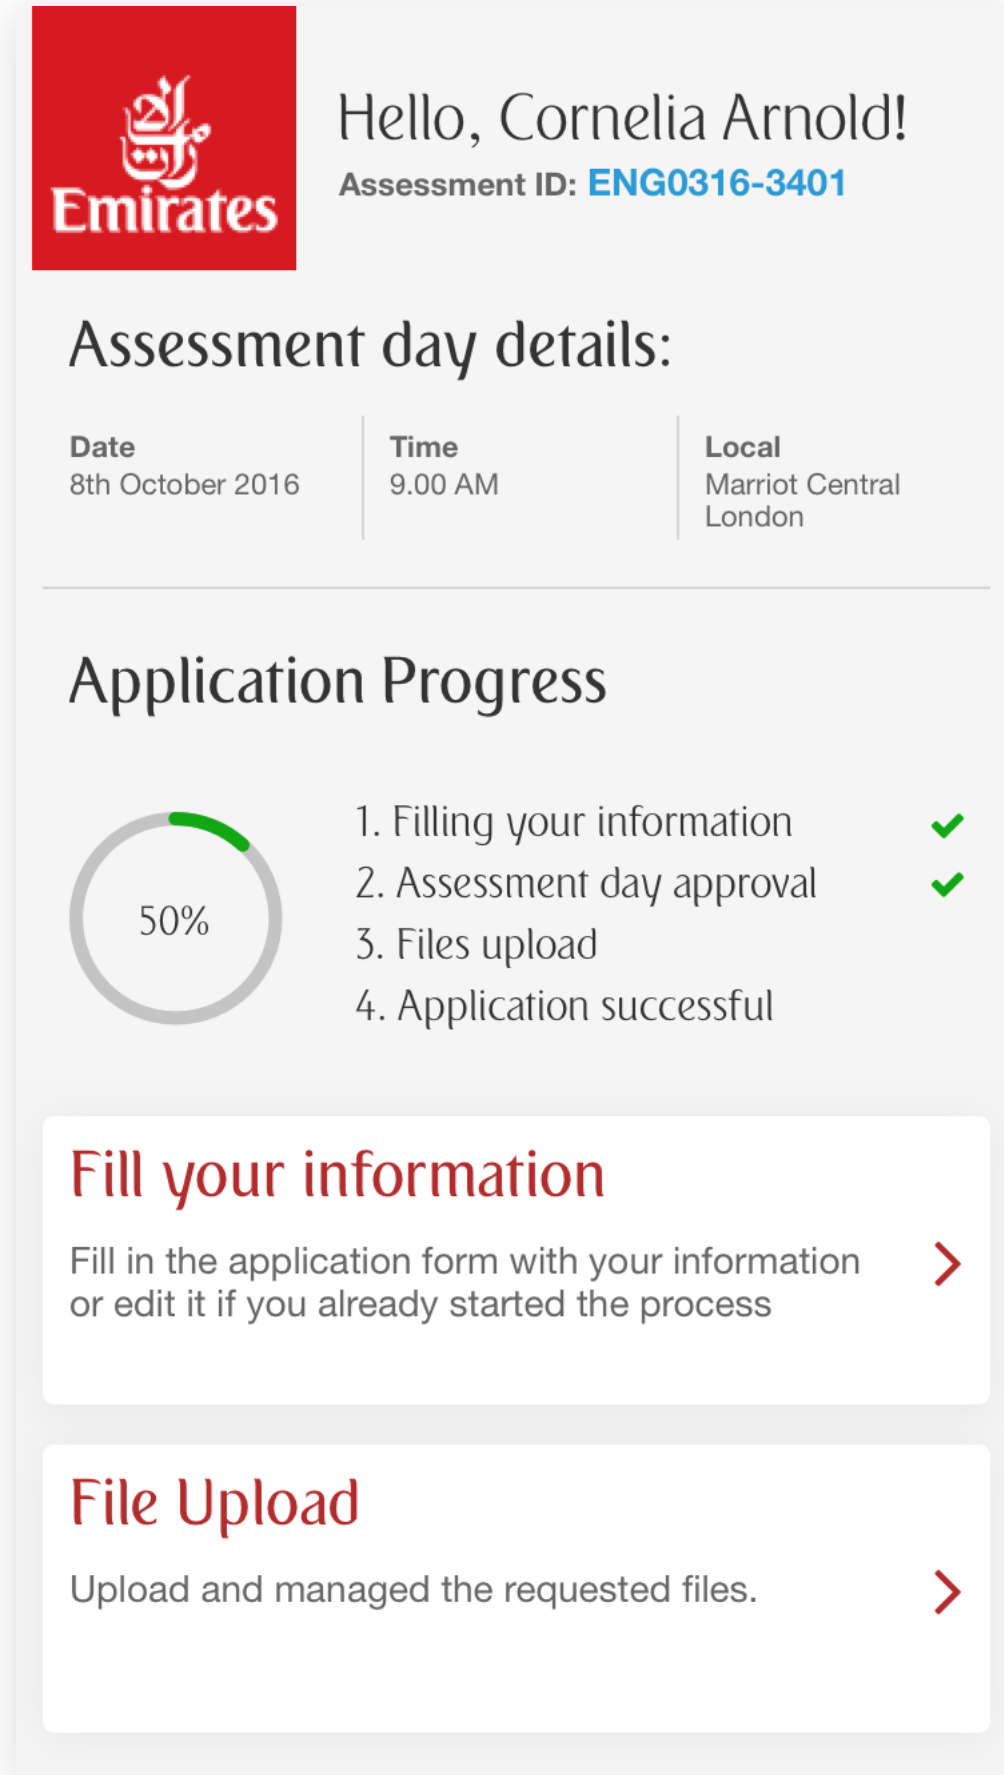 الإمارات
Emirates
Hello, Cornelia Arnold!
Assessment ID: ENG0316-3401
Assessment day details:
Date
8th October 2016
Time
9.00 AM
Local
Marriot Central
London
Application Progress
50%
1. Filling your information
2. Assessment day approval
3. Files upload
4. Application successful
Fill your information
Fill in the application form with your information
or edit it if you already started the process
File Upload
Upload and managed the requested files.